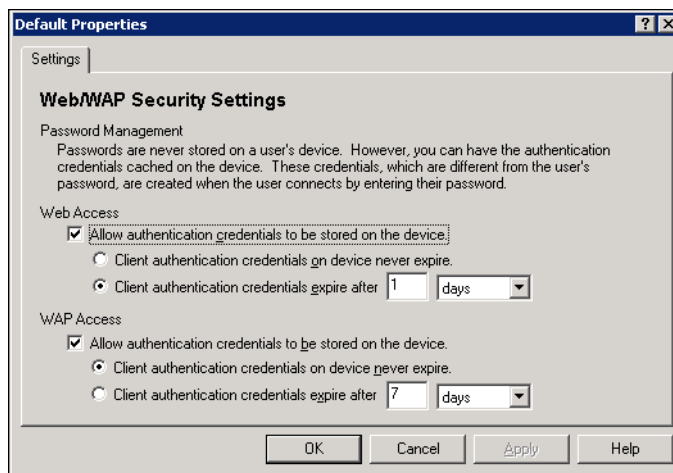 Default Properties
Settings
Web/WAP Security Settings
Password Management
Passwords are never stored on a user's device. However, you can have the authentication
credentials cached on the device. These credentials, which are different from the user's
password, are created when the user connects by entering their password.
Web Access
Allow authentication credentials to be stored on the device.
Client authentication credentials on device never expire.
Client authentication credentials expire after 1 days
WAP Access
Allow authentication credentials to be stored on the device.
Client authentication credentials on device never expire.
Client authentication credentials expire after 7 days
OK Cancel Apply Help